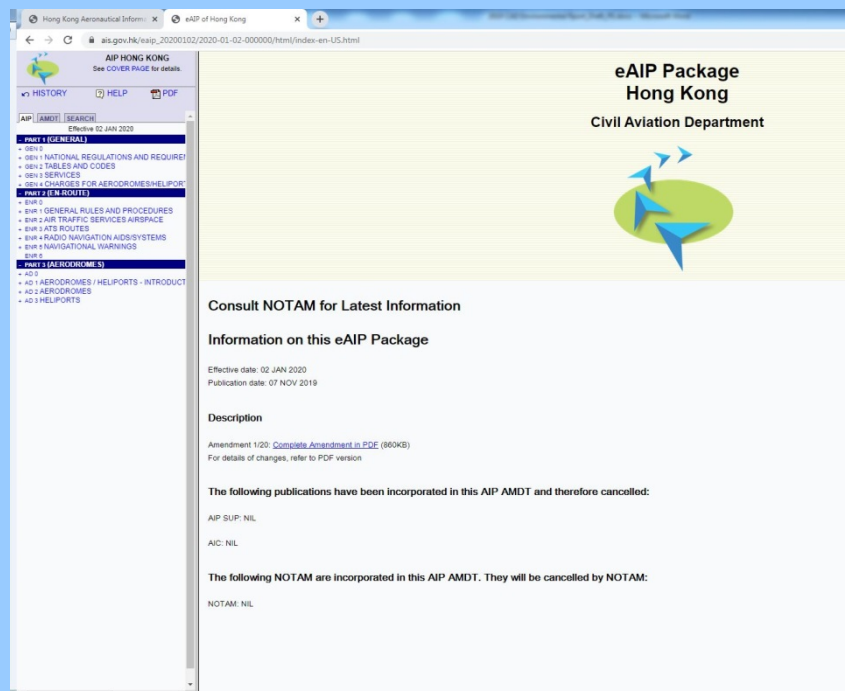 Hong Kong Aeronautical Informa
eAIP of Hong Kong
ais.gov.hk/eaip_20200102/2020-01-02-000000/html/index-en-US.html
AIP HONG KONG
See COVER PAGE for details.
HISTORY
HELP
PDF
AIP
AMDT
SEARCH
Effective 02 JAN 2020
- PART 1 (GENERAL)
+ GEN 0
+ GEN 1 NATIONAL REGULATIONS AND REQUIREM
+ GEN 2 TABLES AND CODES
+ GEN 3 SERVICES
+ GEN 4 CHARGES FOR AERODROMES/HELIPORT
- PART 2 (EN-ROUTE)
+ ENR 0
+ ENR 1 GENERAL RULES AND PROCEDURES
+ ENR 2 AIR TRAFFIC SERVICES AIRSPACE
+ ENR 3 ATS ROUTES
+ ENR 4 RADIO NAVIGATION AIDS/SYSTEMS
+ ENR 5 NAVIGATIONAL WARNINGS
ENR 6
- PART 3 (AERODROMES)
+ AD 0
+ AD 1 AERODROMES / HELIPORTS - INTRODUCT
+ AD 2 AERODROMES
+ AD 3 HELIPORTS
eAIP Package
Hong Kong
Civil Aviation Department
Consult NOTAM for Latest Information
Information on this eAIP Package
Effective date: 02 JAN 2020
Publication date: 07 NOV 2019
Description
Amendment 1/20: Complete Amendment in PDF (860KB)
For details of changes, refer to PDF version
The following publications have been incorporated in this AIP AMDT and therefore cancelled:
AIP SUP: NIL
AIC: NIL
The following NOTAM are incorporated in this AIP AMDT. They will be cancelled by NOTAM:
NOTAM: NIL